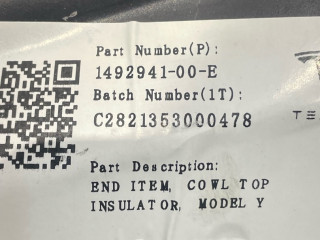 Part Number(P):
1492941-00-E
Batch Number(1T):
C2821353000478
Part Description:
END ITEM, COWL TOP
INSULATOR, MODEL Y